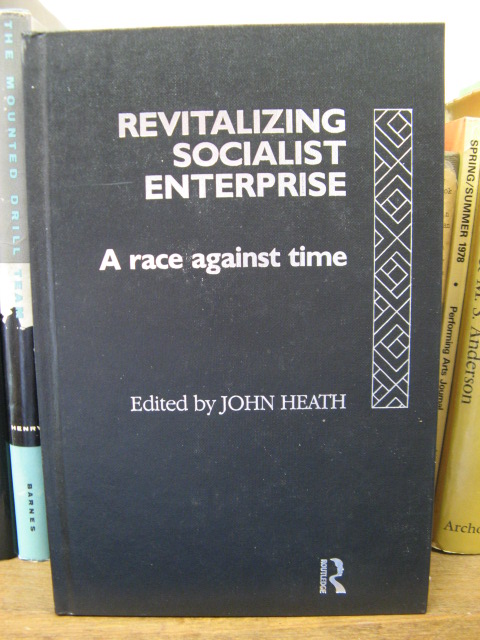 THE MOUNTED DRILL TEAM
HENRY
BARNES
REVITALIZING
SOCIALIST
ENTERPRISE
A race against time
Edited by JOHN HEATH
ROUTLEDGE
SPRING/SUMMER 1978
Performing Arts Journal
M. S. Anderson
Arche